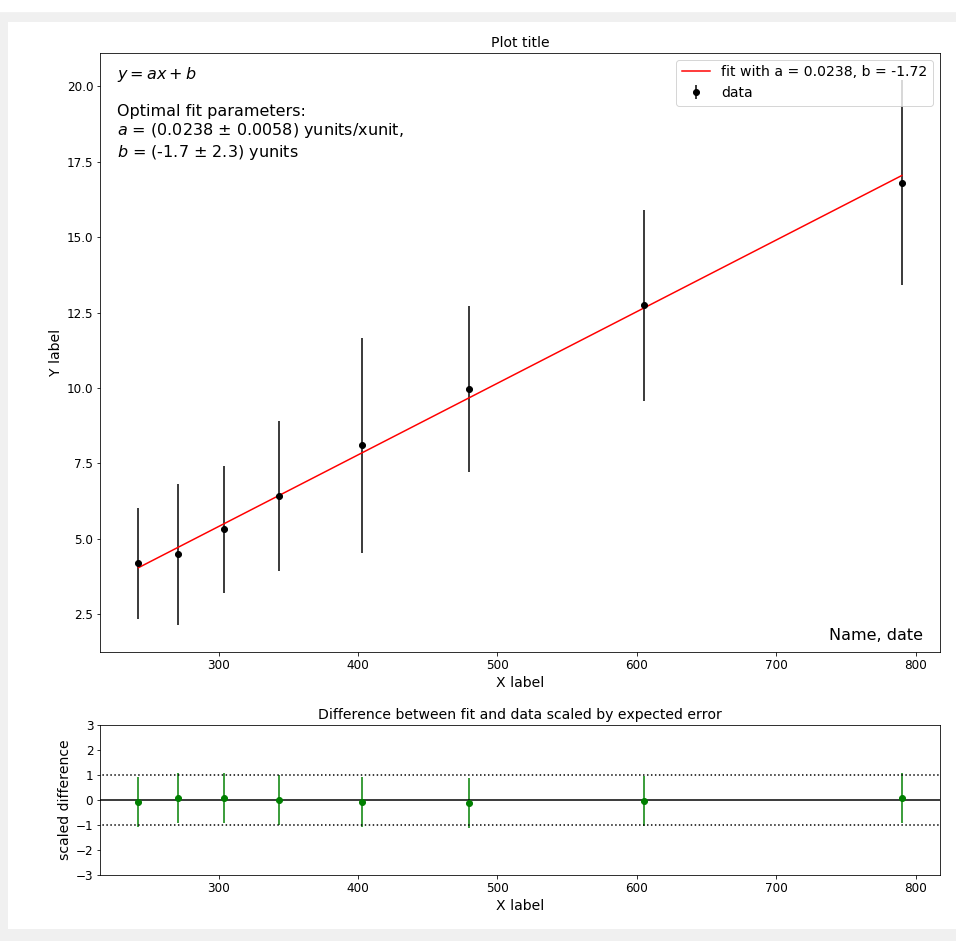 Plot title
y = ax + b
Optimal fit parameters:
a = (0.0238 ± 0.0058) yunits/xunit,
b = (-1.7 ± 2.3) yunits
fit with a = 0.0238, b = -1.72
data
20.0
17.5
15.0
12.5
10.0
7.5
5.0
2.5
Y label
Name, date
300 400 500 600 700 800
X label
Difference between fit and data scaled by expected error
3
2
1
0
−1
−2
−3
scaled difference
300 400 500 600 700 800
X label